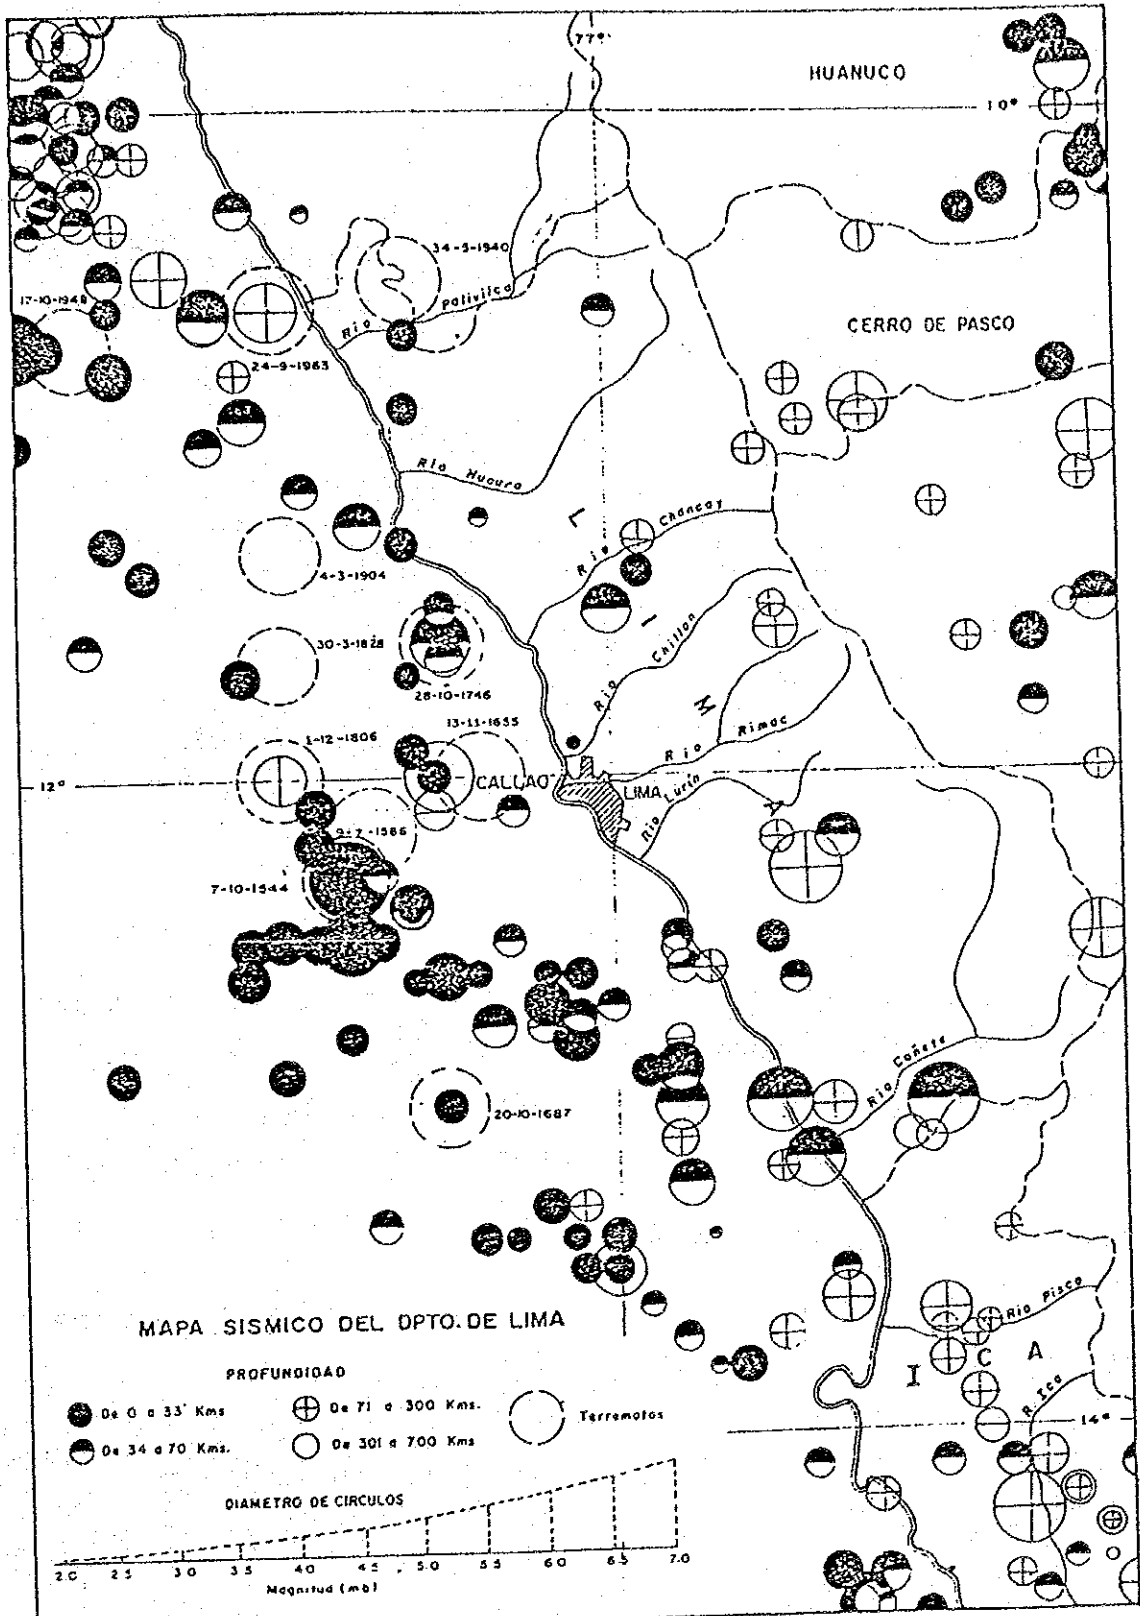 77°
HUANUCO
10°
34-5-1940
Rio Pativilca
17-10-1948
CERRO DE PASCO
24-9-1963
Rio Huaura
L
Rio Chancay
4-3-1904
I
30-3-1828
Rio Chillon
28-10-1746
M
13-11-1655
1-12-1806
Rio Rimac
12°
CALLAO
LIMA
Rio Lurin
A
9-7-1586
7-10-1544
Rio Cañete
20-10-1687
MAPA SISMICO DEL DPTO. DE LIMA
Rio Pisco
I C A
PROFUNDIDAD
R. Ica
De 0 a 33 Kms
De 71 a 300 Kms.
Terremotos
14°
De 34 a 70 Kms.
De 301 a 700 Kms
DIAMETRO DE CIRCULOS
2.0 2.5 3.0 3.5 4.0 4.5 5.0 5.5 6.0 6.5 7.0
Magnitud (mb)